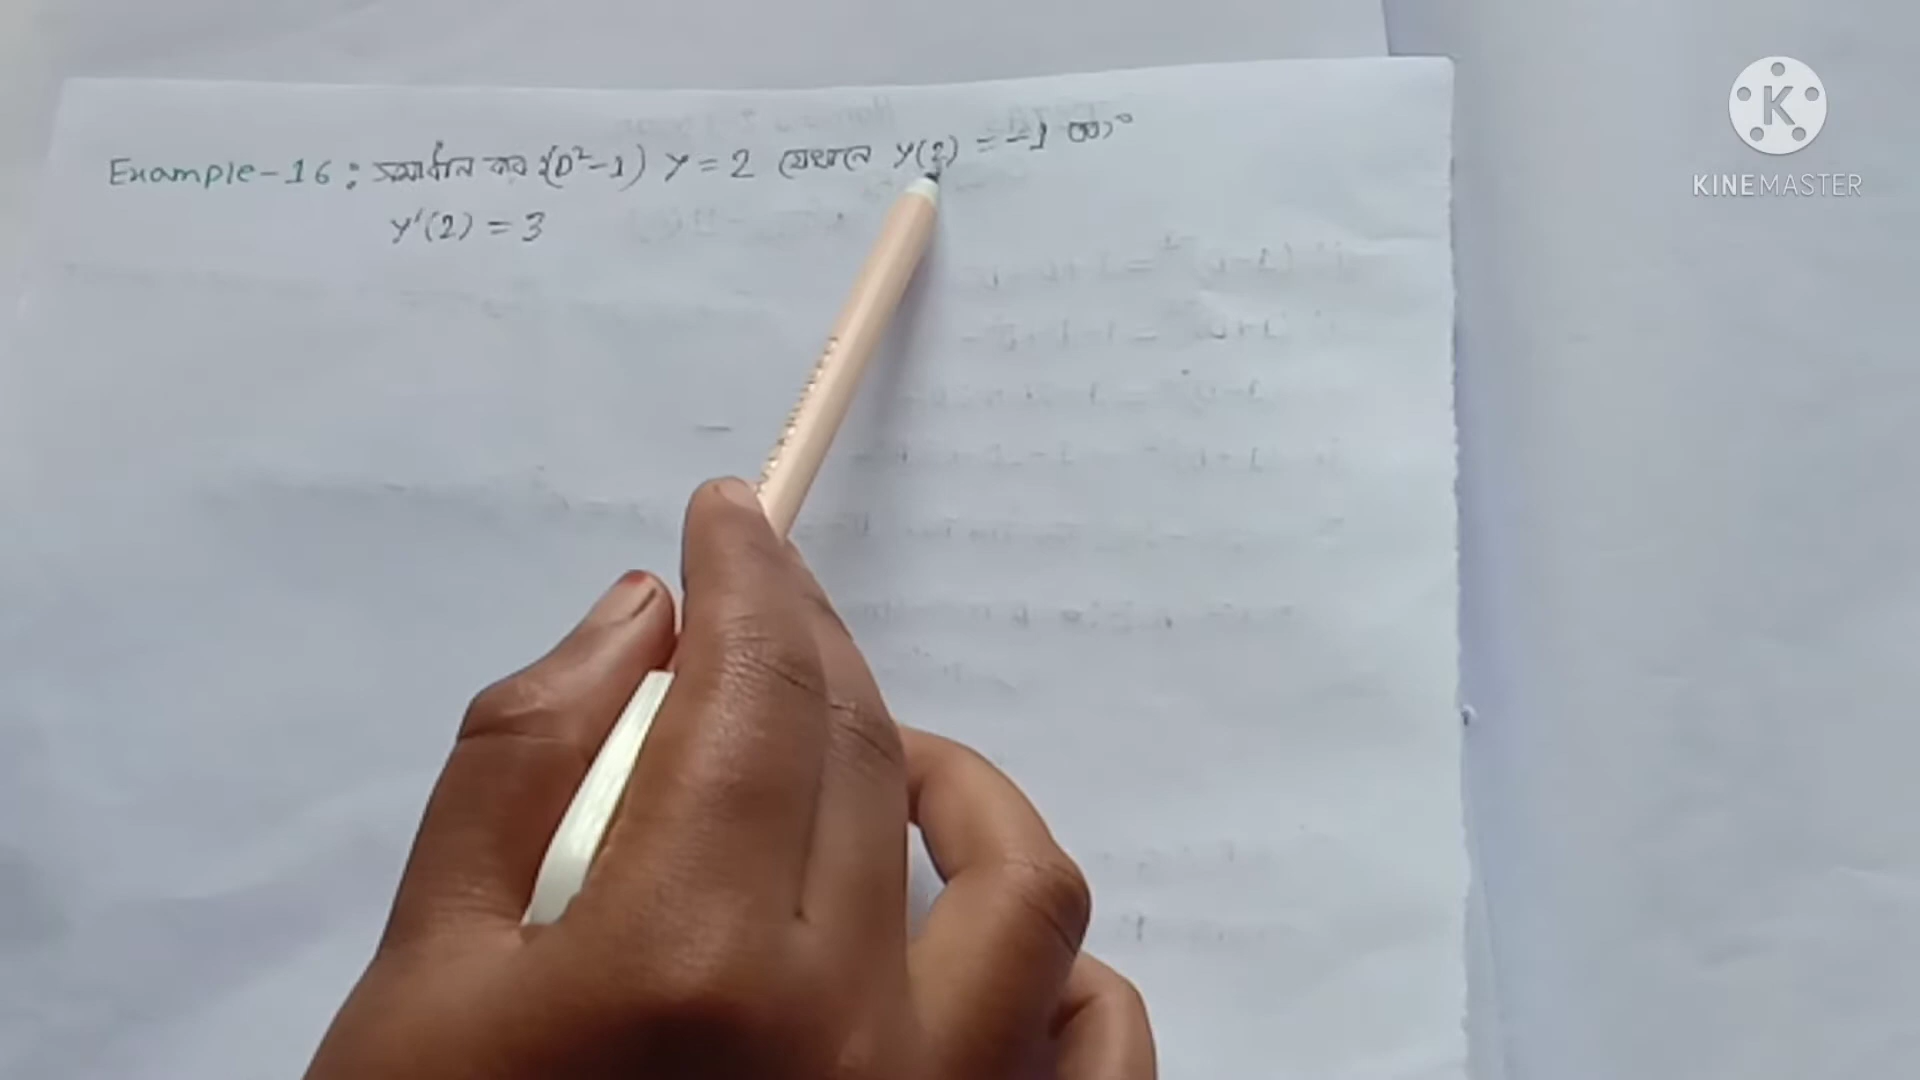 Example-16: সমাধান কর (D²-1) y = 2 যেখানে y(2) = -1 এবং
y'(2) = 3
KINEMASTER